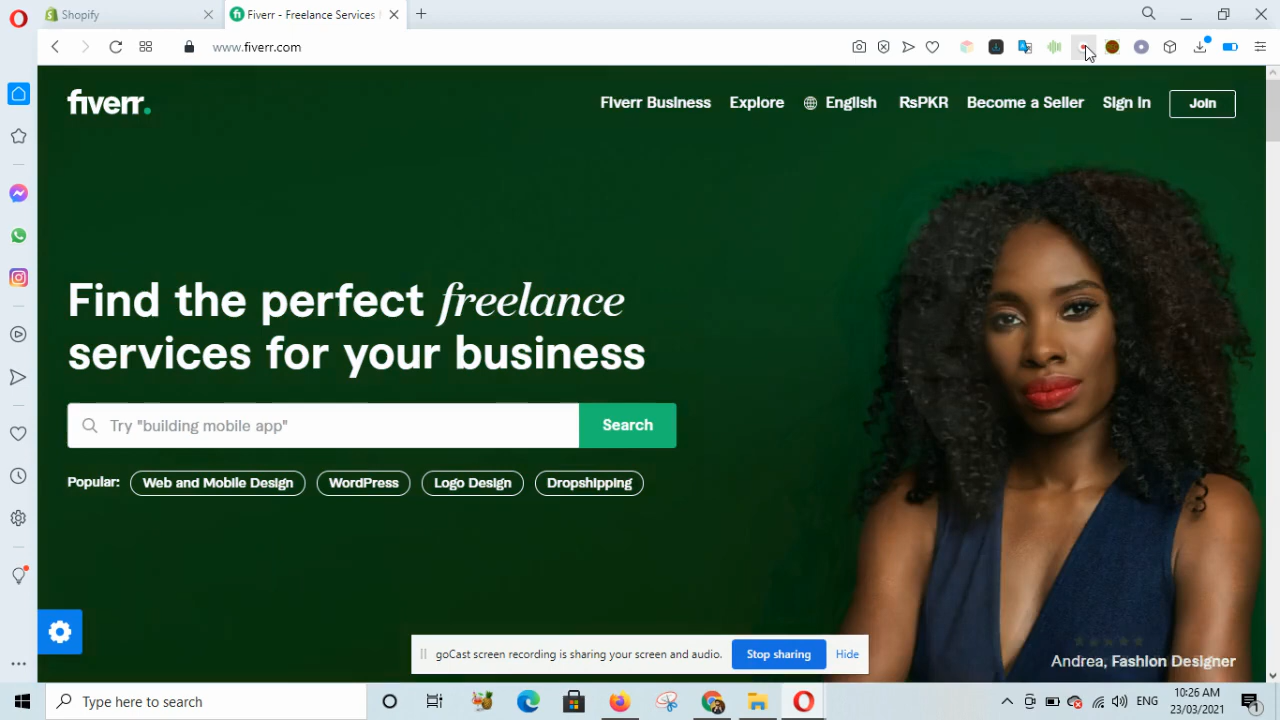 Shopify
Fiverr - Freelance Services
www.fiverr.com
fiverr.
Fiverr Business
Explore
English
RsPKR
Become a Seller
Sign In
Join
Find the perfect freelance
services for your business
Try "building mobile app"
Search
Popular:
Web and Mobile Design
WordPress
Logo Design
Dropshipping
goCast screen recording is sharing your screen and audio.
Stop sharing
Hide
Andrea, Fashion Designer
Type here to search
ENG
10:26 AM
23/03/2021
1